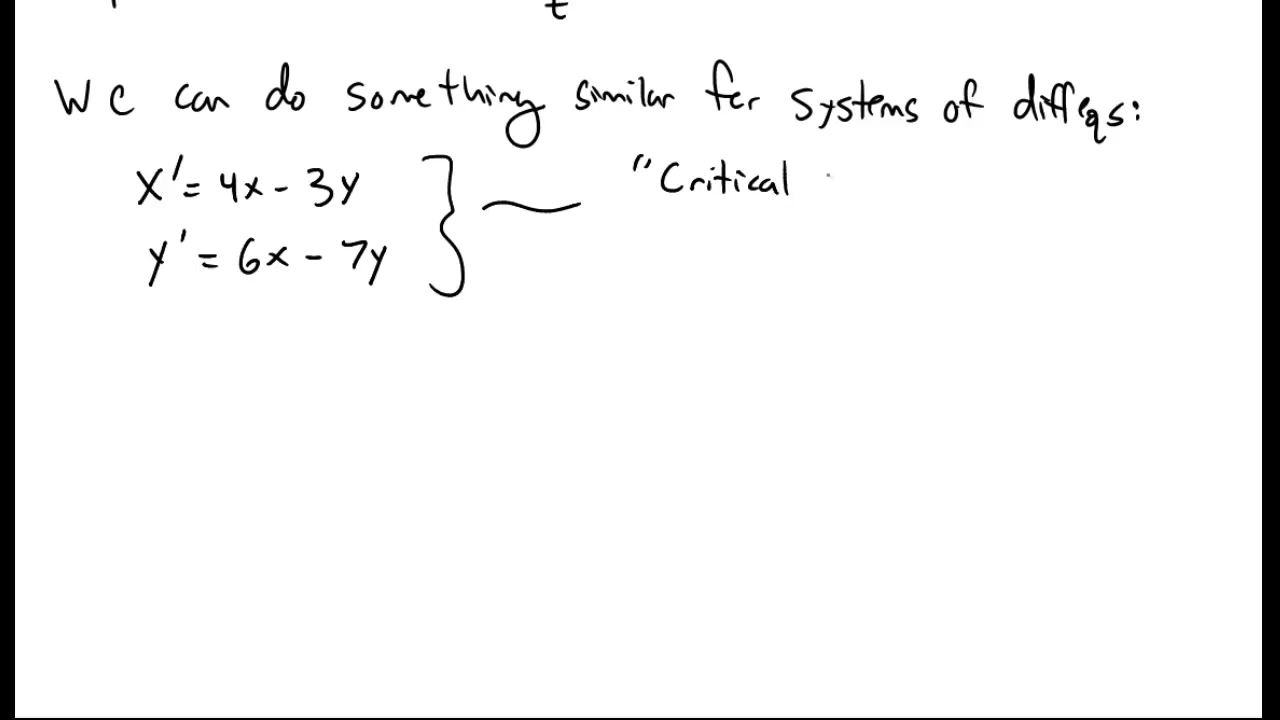 t
We can do something similar for systems of diffeqs:
x' = 4x - 3y } ~ "Critical
y' = 6x - 7y